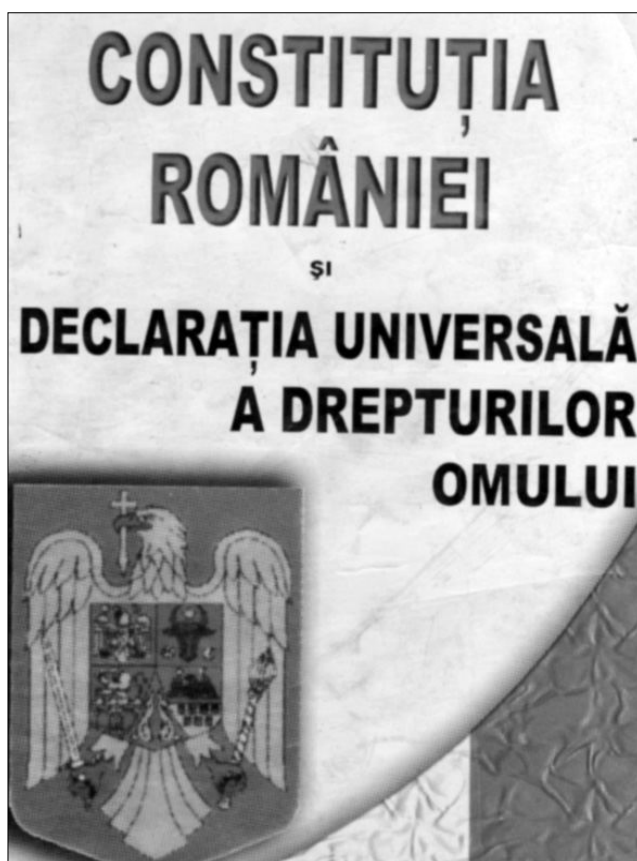 CONSTITUȚIA
ROMÂNIEI
ȘI
DECLARAȚIA UNIVERSALĂ
A DREPTURILOR
OMULUI